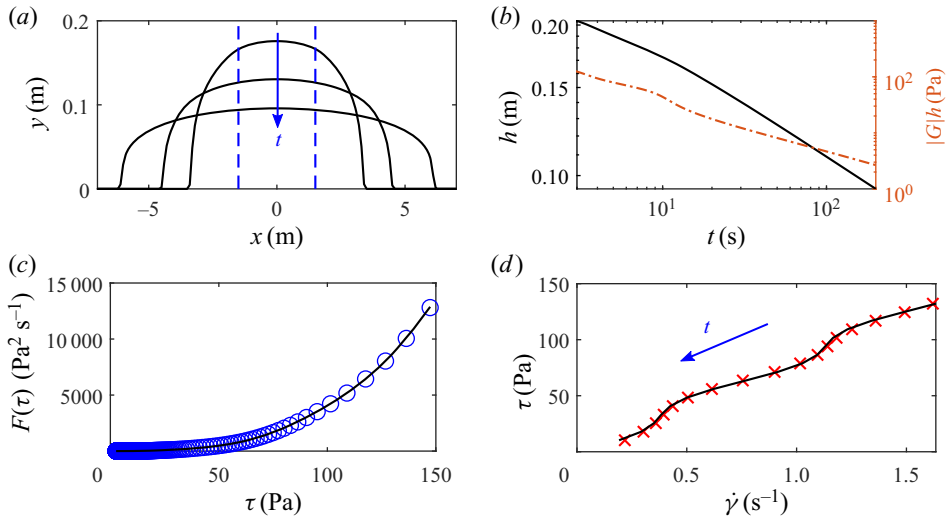 (a)
0.2
0.1
0
y (m)
t
–5
0
5
x (m)
(b)
0.20
0.15
0.10
h (m)
10^2
10^0
|G|h (Pa)
10^1
10^2
t (s)
(c)
15 000
10 000
5000
F(τ) (Pa^2 s^−1)
0
50
100
150
τ (Pa)
(d)
150
100
50
τ (Pa)
t
0
0.5
1.0
1.5
γ̇ (s^−1)